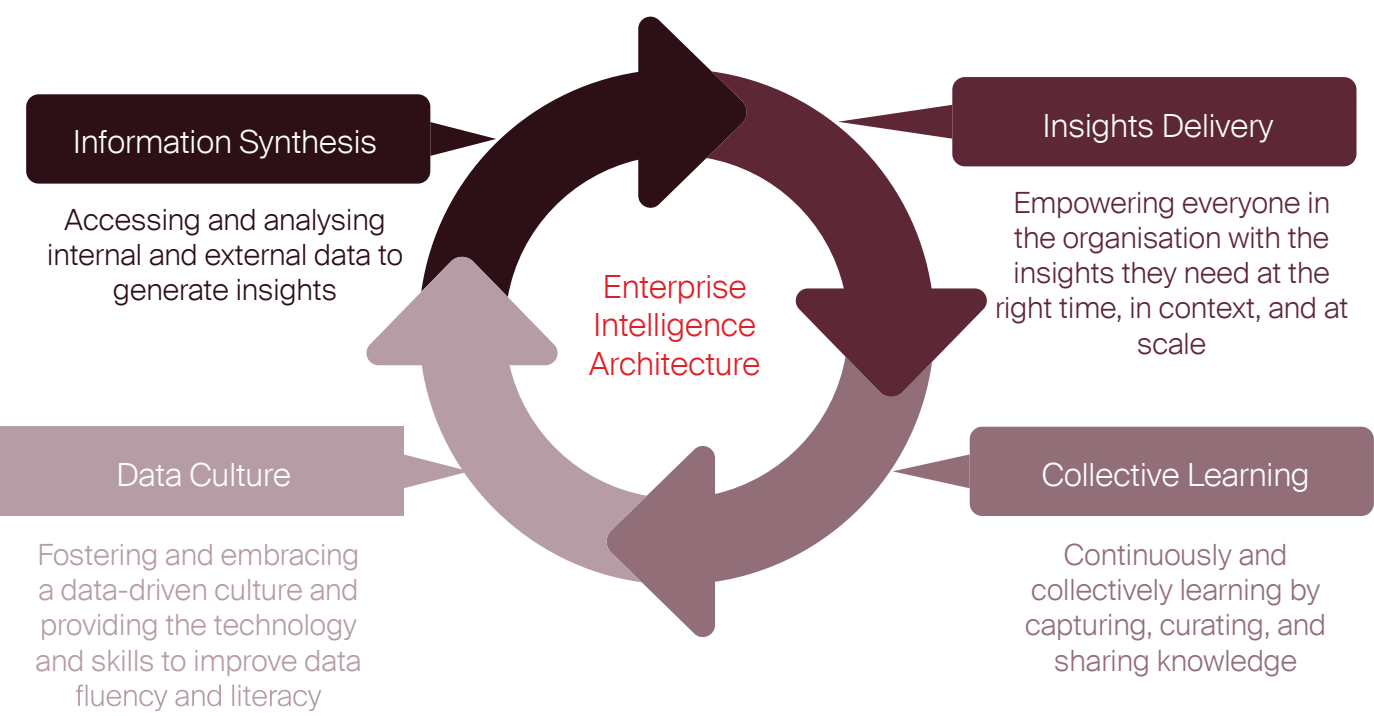 Information Synthesis
Accessing and analysing
internal and external data to
generate insights
Insights Delivery
Empowering everyone in
the organisation with the
insights they need at the
right time, in context, and at
scale
Enterprise
Intelligence
Architecture
Data Culture
Fostering and embracing
a data-driven culture and
providing the technology
and skills to improve data
fluency and literacy
Collective Learning
Continuously and
collectively learning by
capturing, curating, and
sharing knowledge